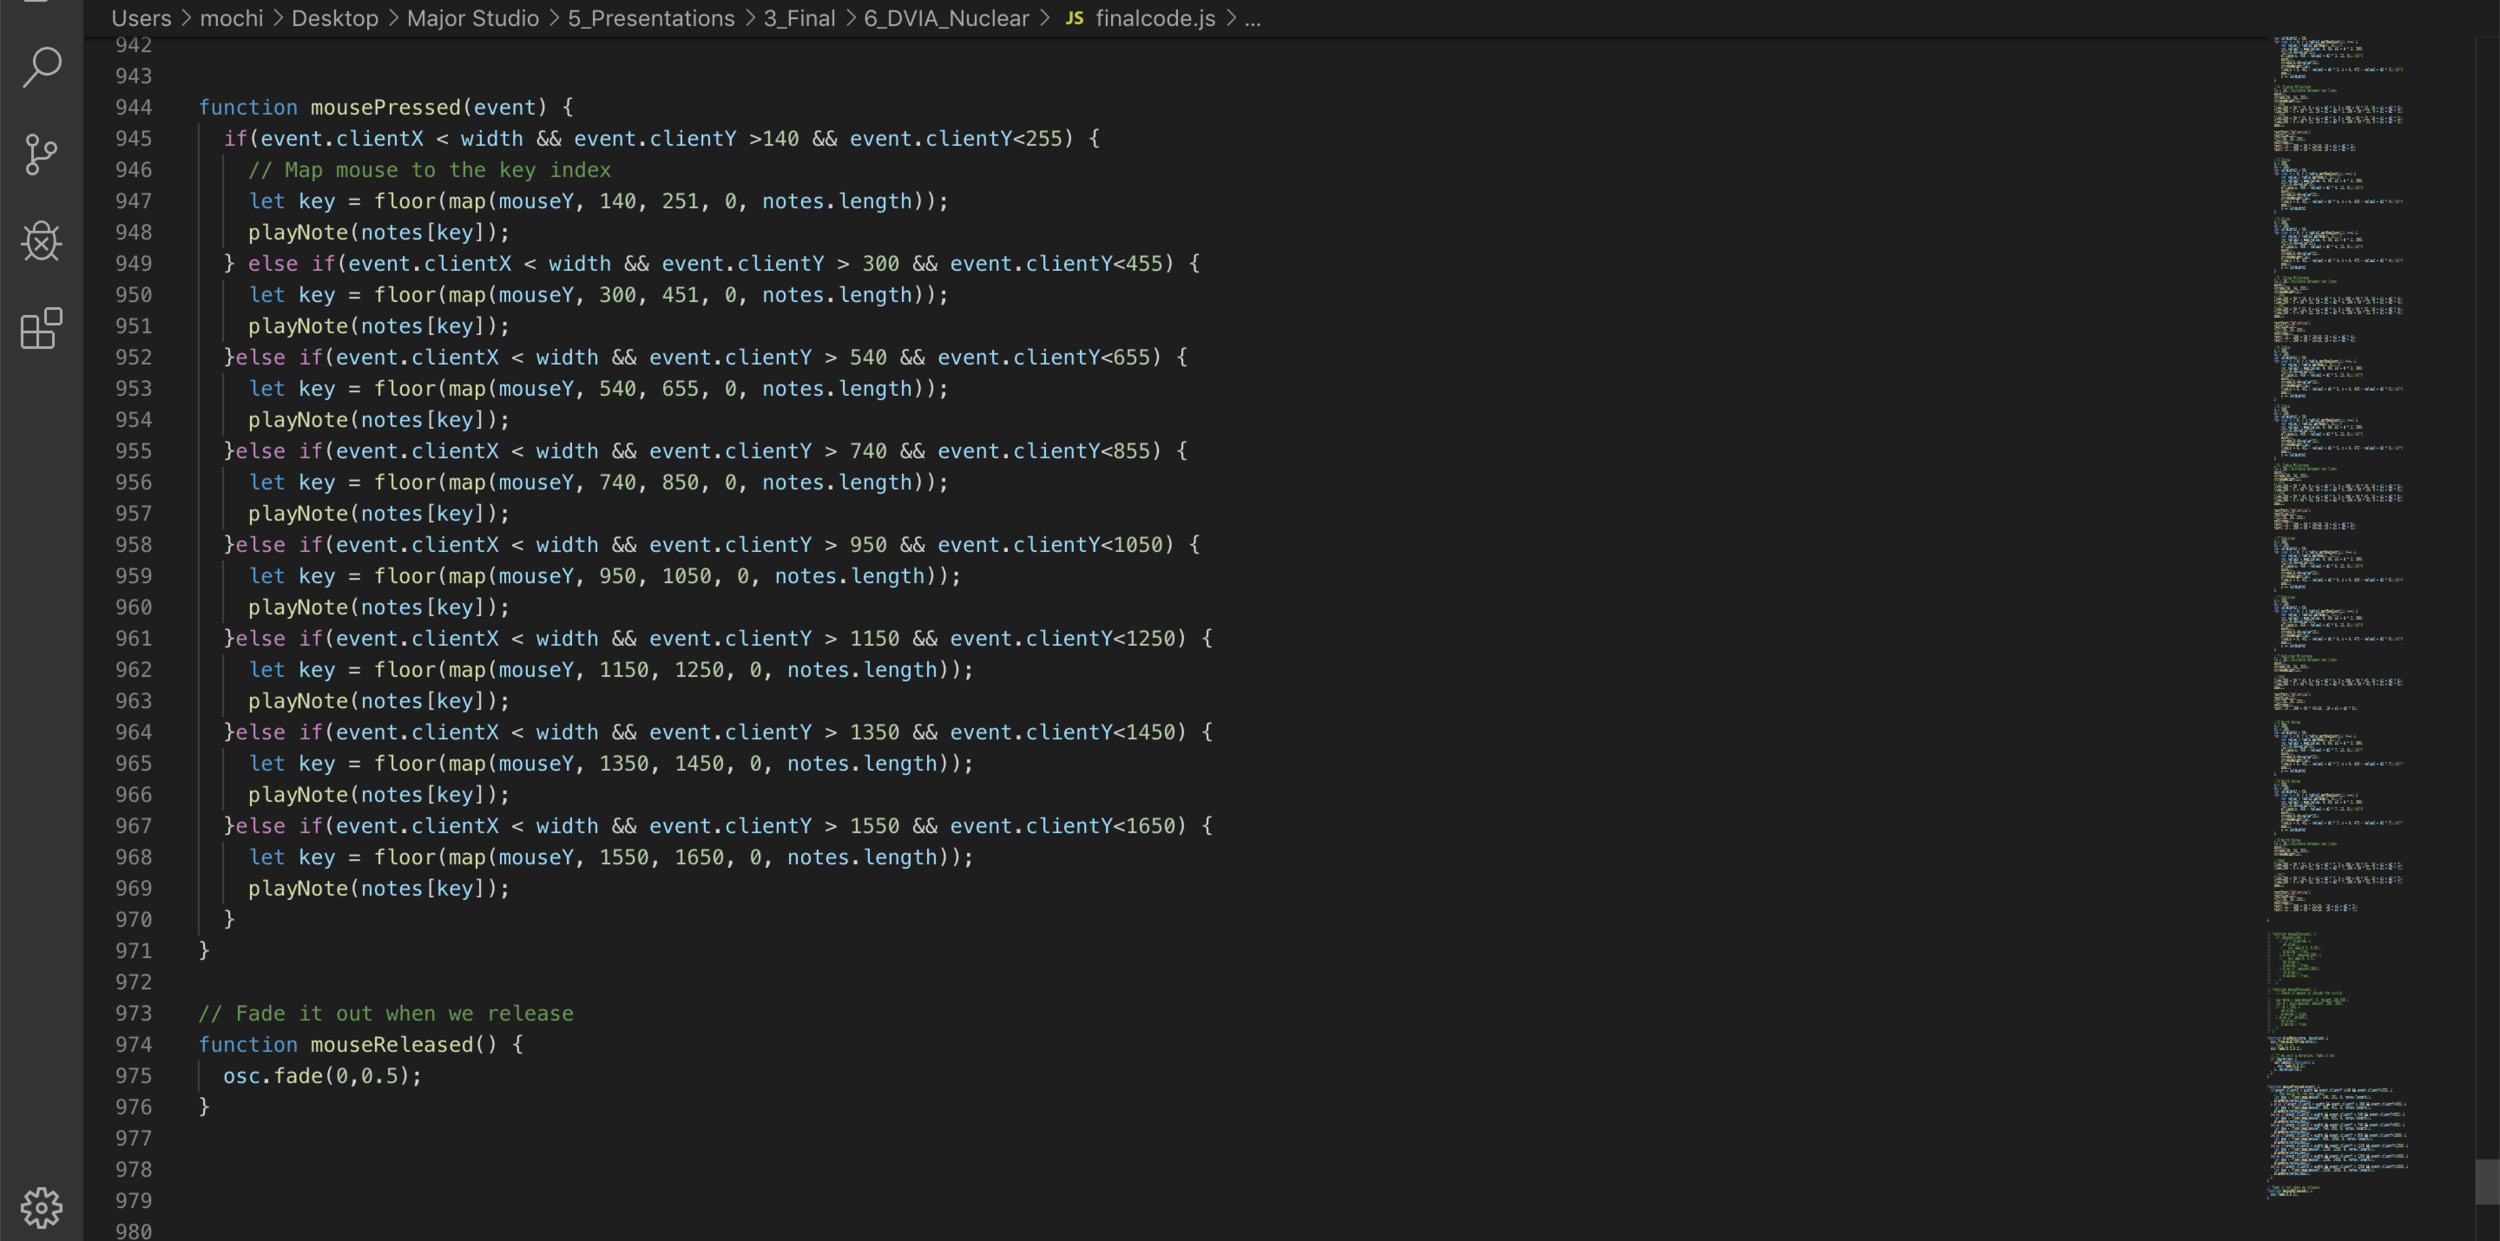 Users > mochi > Desktop > Major Studio > 5_Presentations > 3_Final > 6_DVIA_Nuclear > JS finalcode.js > ...
942
943
944 function mousePressed(event) {
945   if(event.clientX < width && event.clientY >140 && event.clientY<255) {
946     // Map mouse to the key index
947     let key = floor(map(mouseY, 140, 251, 0, notes.length));
948     playNote(notes[key]);
949   } else if(event.clientX < width && event.clientY > 300 && event.clientY<455) {
950     let key = floor(map(mouseY, 300, 451, 0, notes.length));
951     playNote(notes[key]);
952   }else if(event.clientX < width && event.clientY > 540 && event.clientY<655) {
953     let key = floor(map(mouseY, 540, 655, 0, notes.length));
954     playNote(notes[key]);
955   }else if(event.clientX < width && event.clientY > 740 && event.clientY<855) {
956     let key = floor(map(mouseY, 740, 850, 0, notes.length));
957     playNote(notes[key]);
958   }else if(event.clientX < width && event.clientY > 950 && event.clientY<1050) {
959     let key = floor(map(mouseY, 950, 1050, 0, notes.length));
960     playNote(notes[key]);
961   }else if(event.clientX < width && event.clientY > 1150 && event.clientY<1250) {
962     let key = floor(map(mouseY, 1150, 1250, 0, notes.length));
963     playNote(notes[key]);
964   }else if(event.clientX < width && event.clientY > 1350 && event.clientY<1450) {
965     let key = floor(map(mouseY, 1350, 1450, 0, notes.length));
966     playNote(notes[key]);
967   }else if(event.clientX < width && event.clientY > 1550 && event.clientY<1650) {
968     let key = floor(map(mouseY, 1550, 1650, 0, notes.length));
969     playNote(notes[key]);
970   }
971 }
972
973 // Fade it out when we release
974 function mouseReleased() {
975   osc.fade(0,0.5);
976 }
977
978
979
980